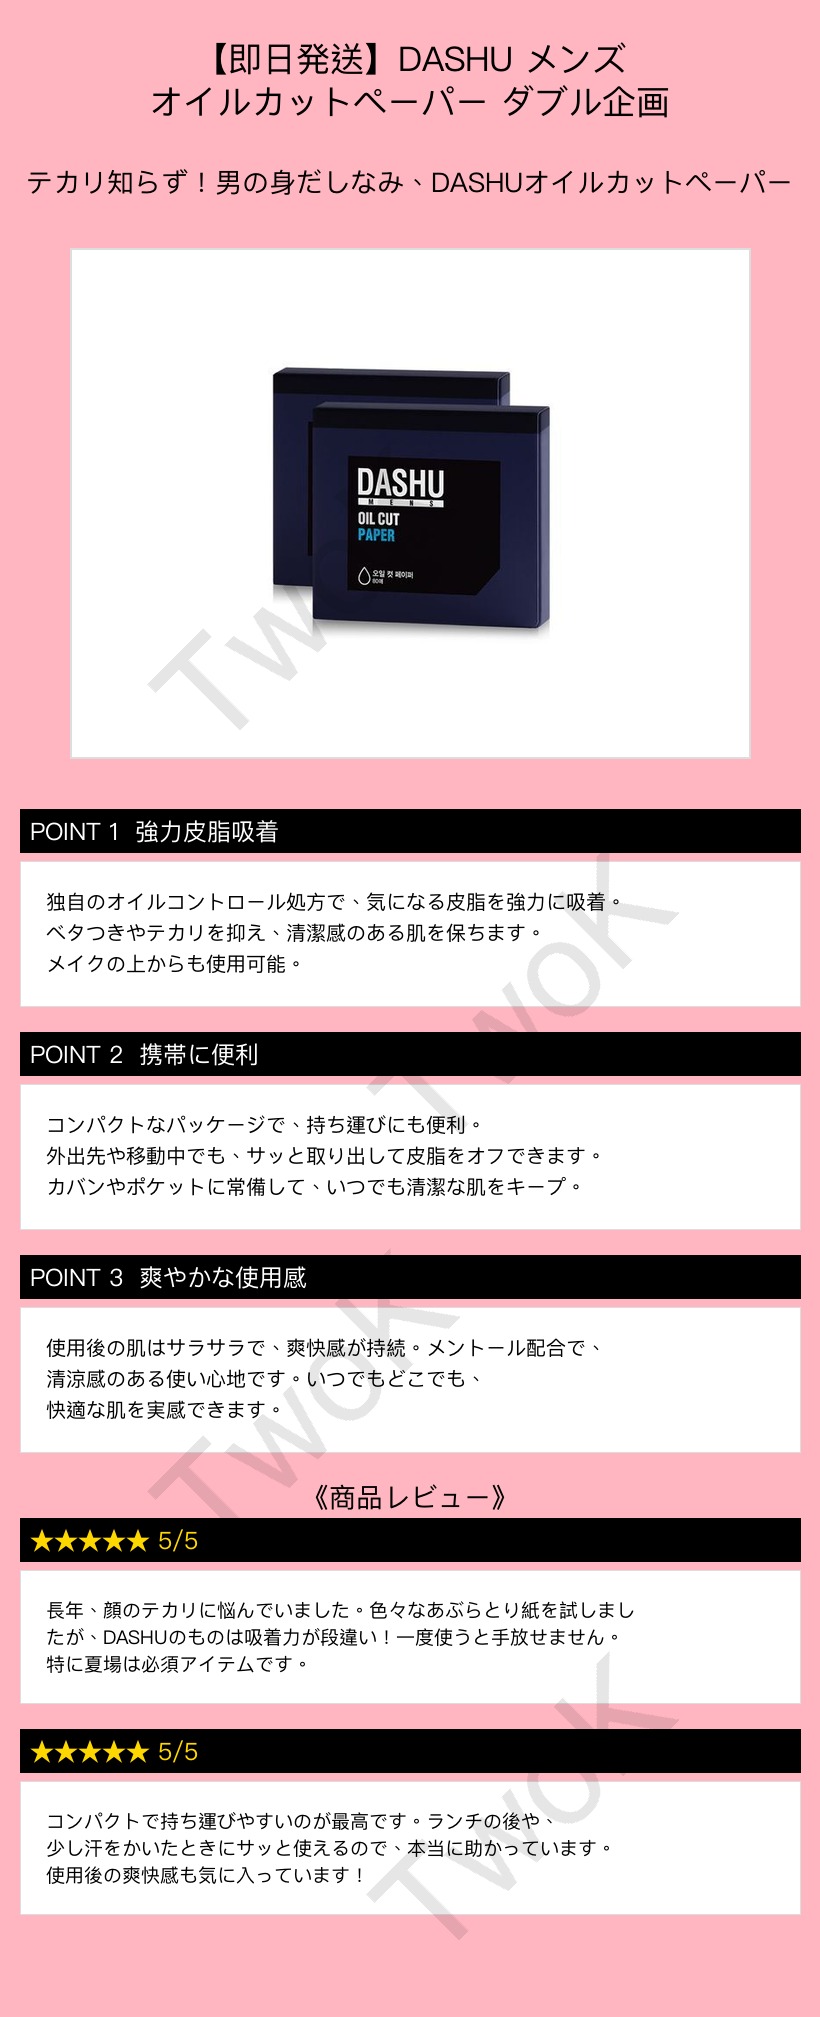 【即日発送】DASHU メンズ
オイルカットペーパー ダブル企画
テカリ知らず！男の身だしなみ、DASHUオイルカットペーパー
DASHU
MENS
OIL CUT
PAPER
오일 컷 페이퍼
60매
TwoK
POINT 1 強力皮脂吸着
独自のオイルコントロール処方で、気になる皮脂を強力に吸着。
ベタつきやテカリを抑え、清潔感のある肌を保ちます。
メイクの上からも使用可能。
TwoK
POINT 2 携帯に便利
コンパクトなパッケージで、持ち運びにも便利。
外出先や移動中でも、サッと取り出して皮脂をオフできます。
カバンやポケットに常備して、いつでも清潔な肌をキープ。
POINT 3 爽やかな使用感
使用後の肌はサラサラで、爽快感が持続。メントール配合で、
清涼感のある使い心地です。いつでもどこでも、
快適な肌を実感できます。
TwoK
《商品レビュー》
★★★★★ 5/5
長年、顔のテカリに悩んでいました。色々なあぶらとり紙を試しまし
たが、DASHUのものは吸着力が段違い！一度使うと手放せません。
特に夏場は必須アイテムです。
★★★★★ 5/5
コンパクトで持ち運びやすいのが最高です。ランチの後や、
少し汗をかいたときにサッと使えるので、本当に助かっています。
使用後の爽快感も気に入っています！
TwoK